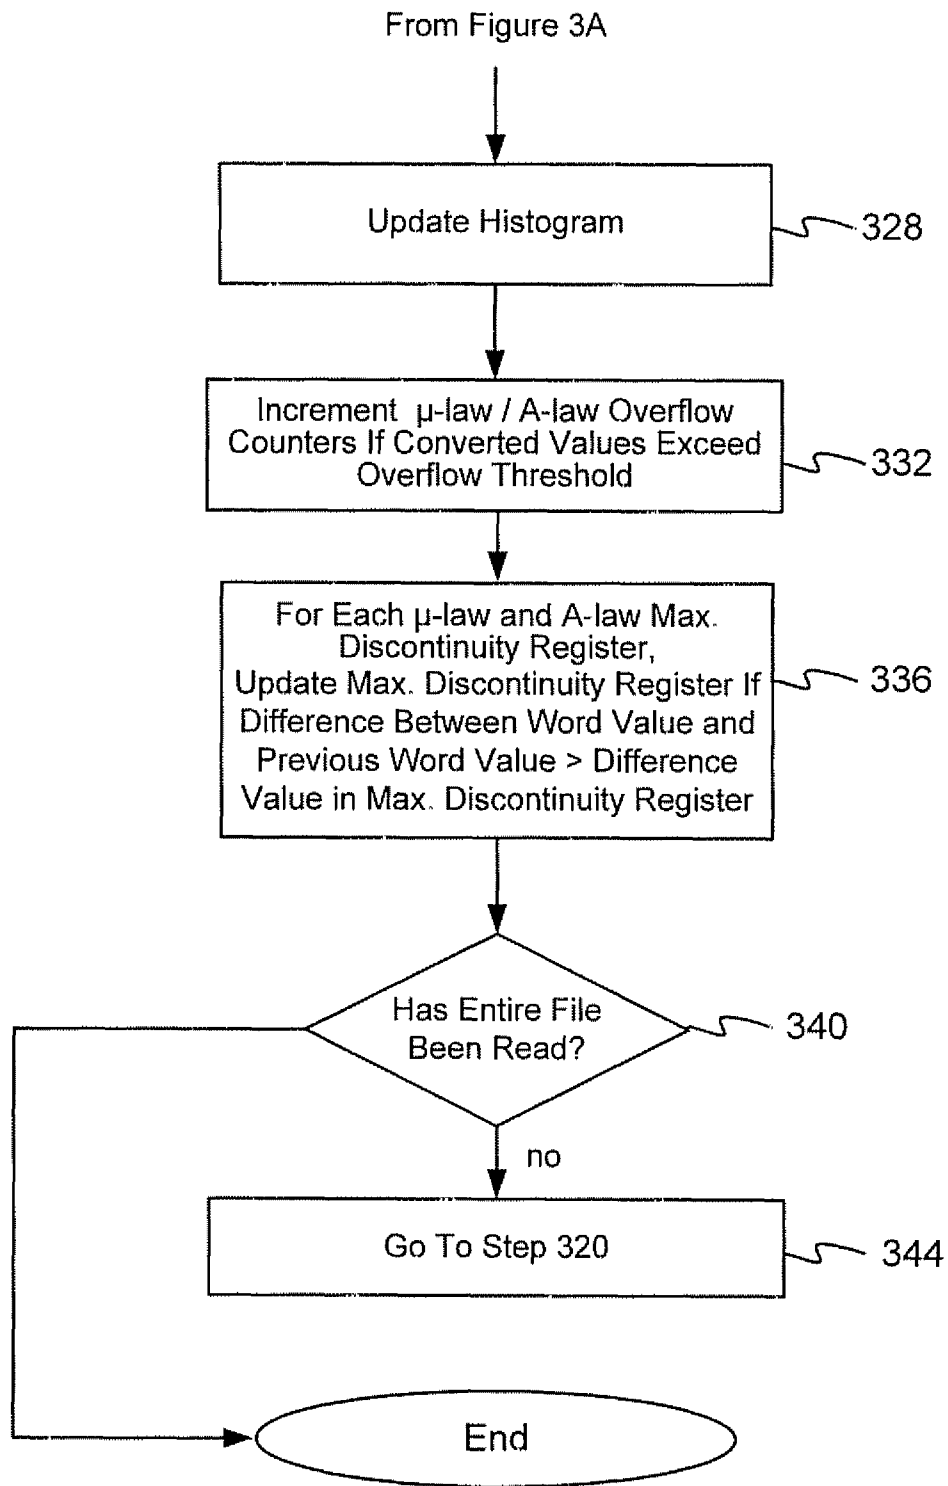 From Figure 3A
Update Histogram
328
Increment µ-law / A-law Overflow
Counters If Converted Values Exceed
Overflow Threshold
332
For Each µ-law and A-law Max.
Discontinuity Register,
Update Max. Discontinuity Register If
Difference Between Word Value and
Previous Word Value > Difference
Value in Max. Discontinuity Register
336
Has Entire File
Been Read?
340
no
Go To Step 320
344
End